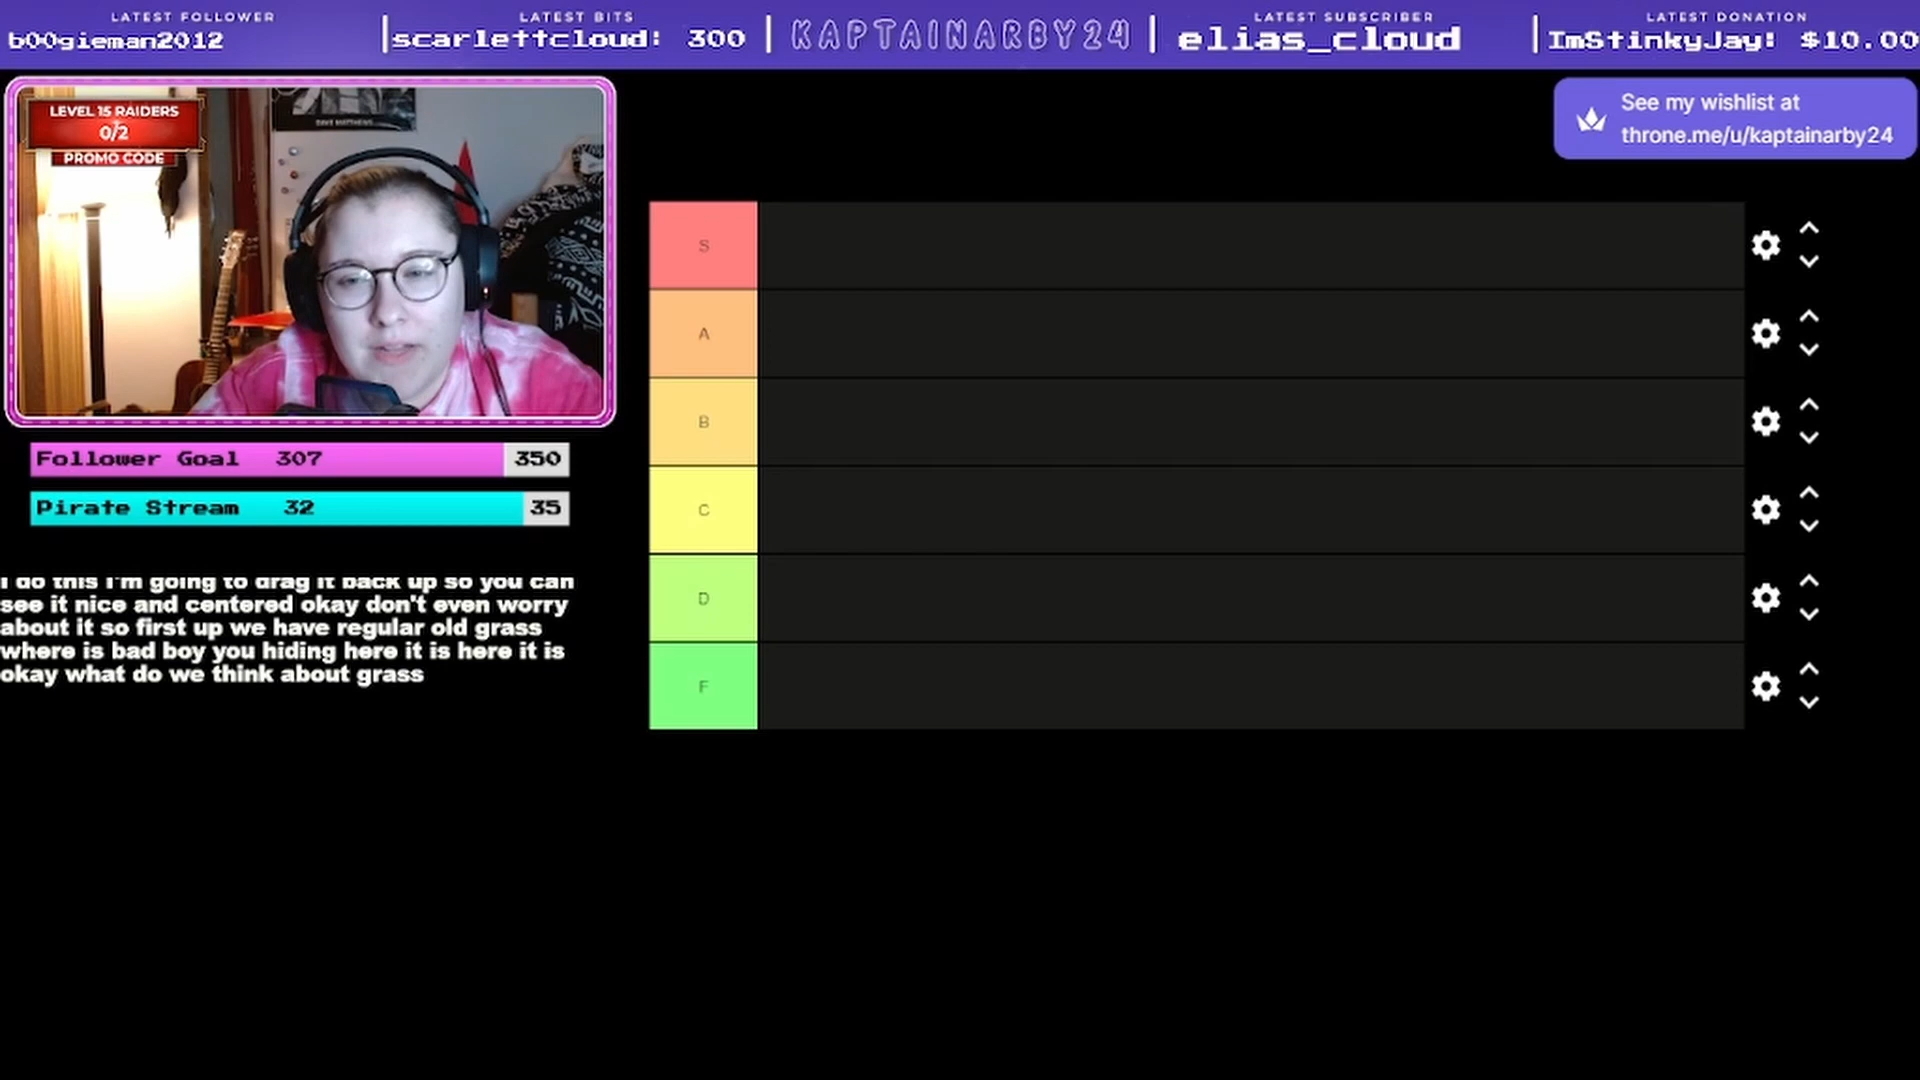 LATEST FOLLOWER
b00gieman2012
LATEST BITS
scarlettcloud: 300
KAPTAINARBY24
LATEST SUBSCRIBER
elias_cloud
LATEST DONATION
ImStinkyJay: $10.00
See my wishlist at
throne.me/u/kaptainarby24
LEVEL 15 RAIDERS
0/2
PROMO CODE
DAVE MATTHEWS
Follower Goal 307 350
Pirate Stream 32 35
I do this I'm going to drag it back up so you can
see it nice and centered okay don't even worry
about it so first up we have regular old grass
where is bad boy you hiding here it is here it is
okay what do we think about grass
S
A
B
C
D
F